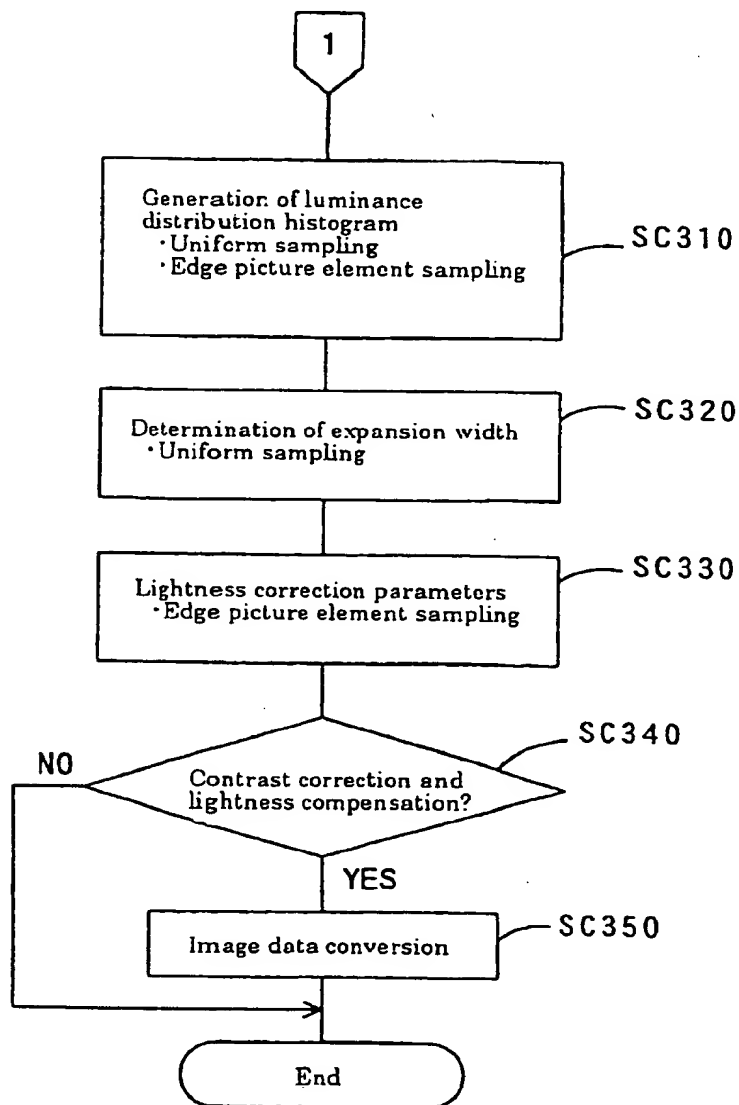 1
Generation of luminance
distribution histogram
・Uniform sampling
・Edge picture element sampling
SC310
Determination of expansion width
・Uniform sampling
SC320
Lightness correction parameters
・Edge picture element sampling
SC330
Contrast correction and
lightness compensation?
SC340
NO
YES
Image data conversion
SC350
End